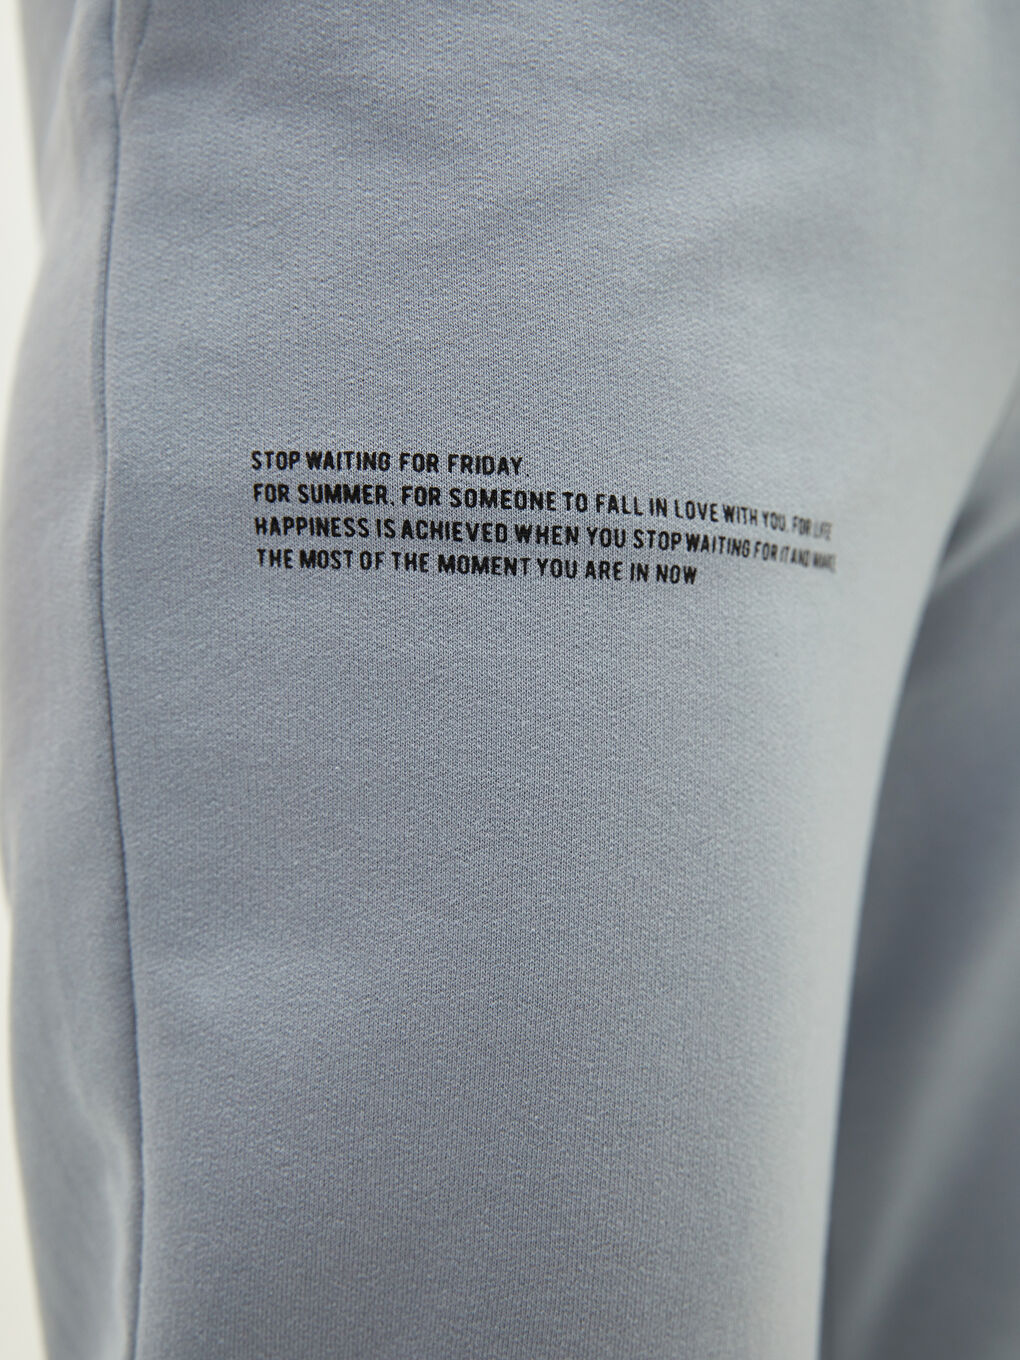 STOP WAITING FOR FRIDAY.
FOR SUMMER. FOR SOMEONE TO FALL IN LOVE WITH YOU. FOR LIFE
HAPPINESS IS ACHIEVED WHEN YOU STOP WAITING FOR IT AND MAKE
THE MOST OF THE MOMENT YOU ARE IN NOW